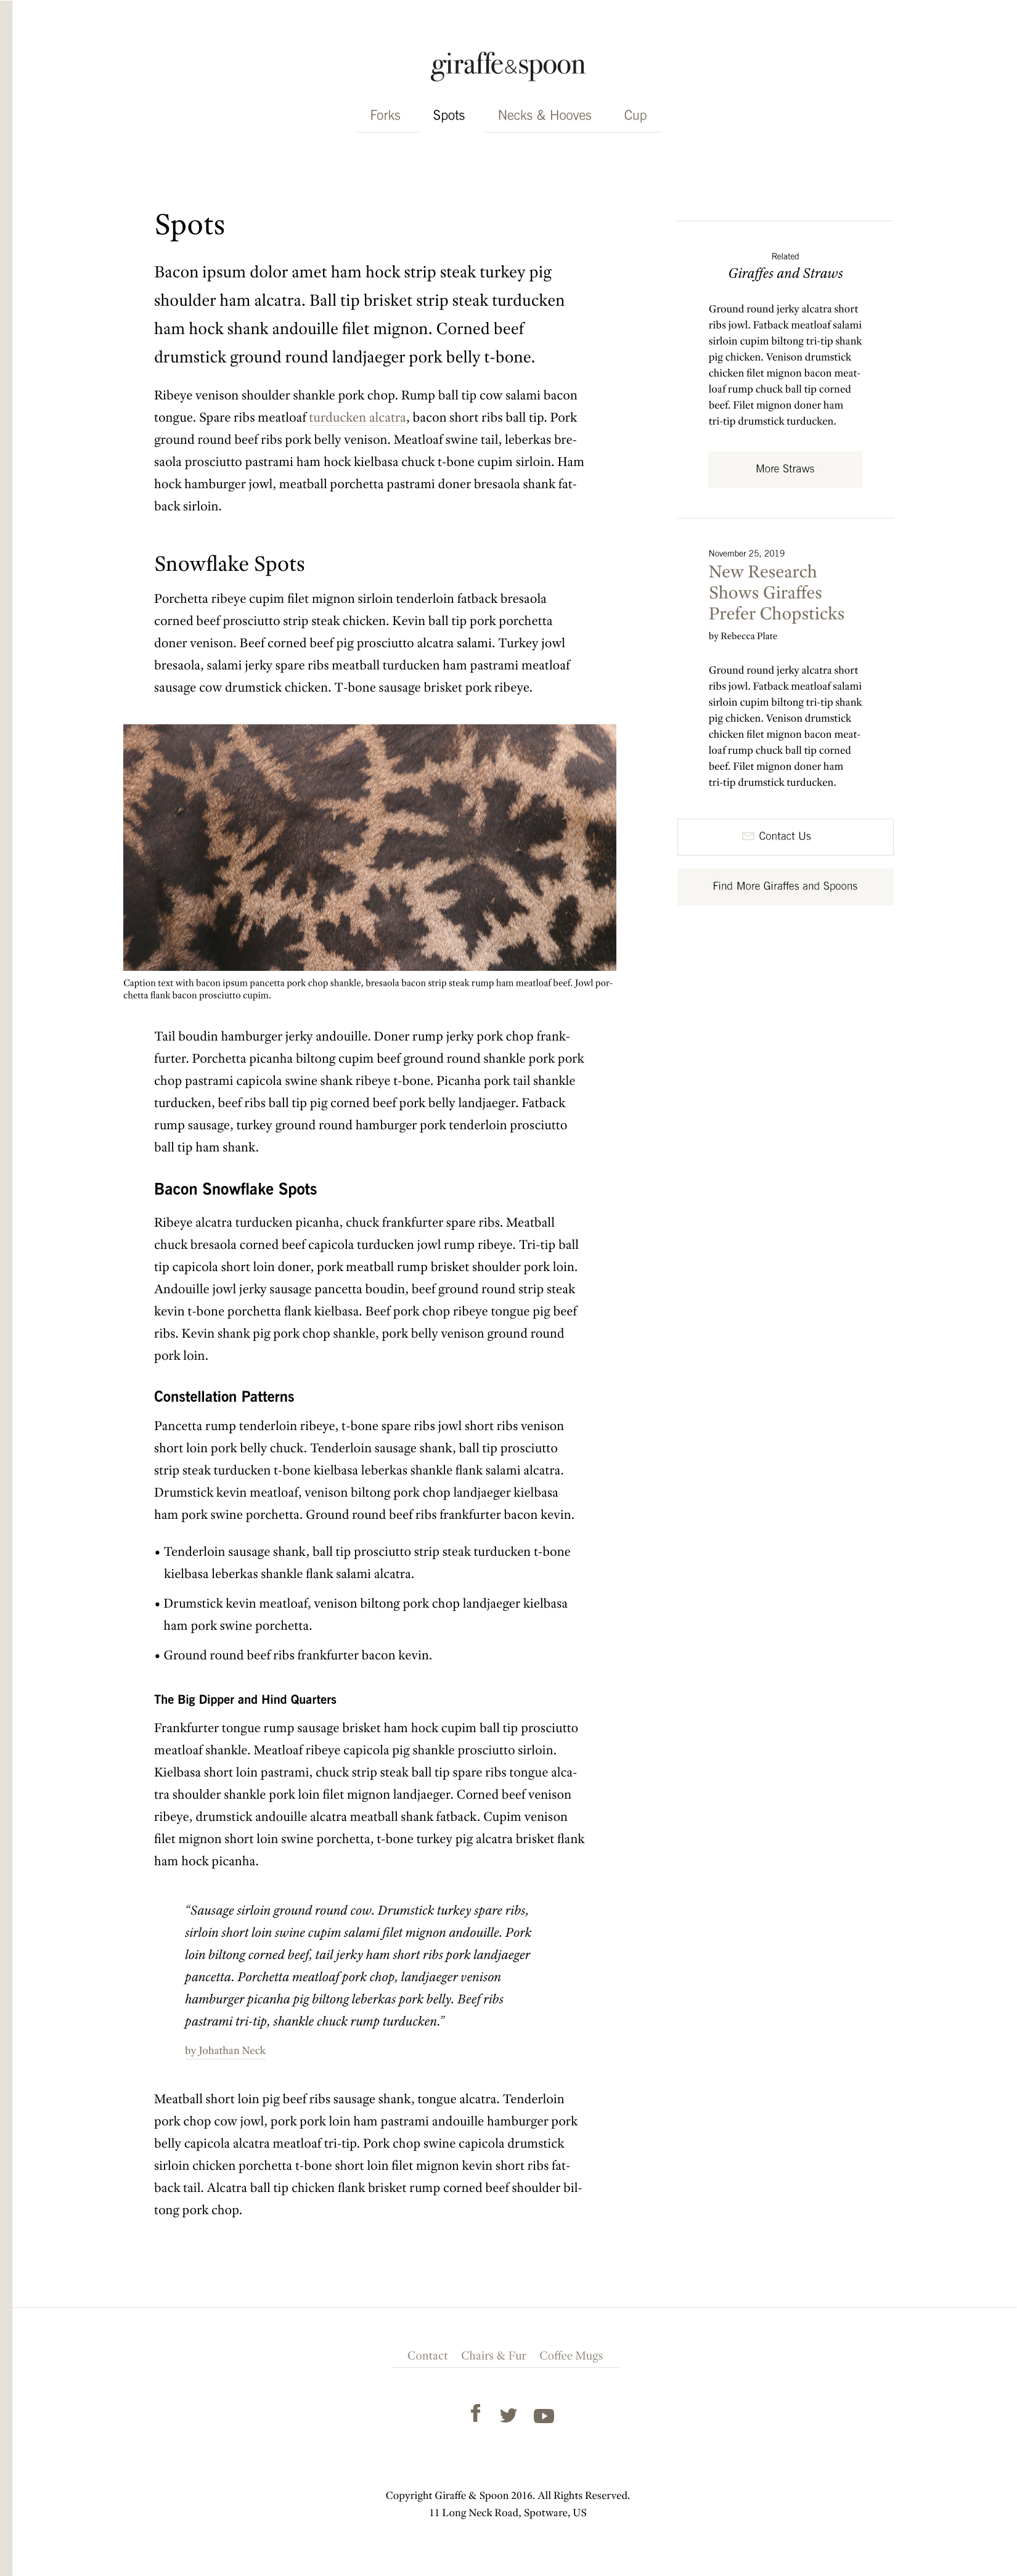 giraffe&spoon
Forks Spots Necks & Hooves Cup
Spots
Bacon ipsum dolor amet ham hock strip steak turkey pig
shoulder ham alcatra. Ball tip brisket strip steak turducken
ham hock shank andouille filet mignon. Corned beef
drumstick ground round landjaeger pork belly t-bone.
Ribeye venison shoulder shankle pork chop. Rump ball tip cow salami bacon
tongue. Spare ribs meatloaf turducken alcatra, bacon short ribs ball tip. Pork
ground round beef ribs pork belly venison. Meatloaf swine tail, leberkas bre-
saola prosciutto pastrami ham hock kielbasa chuck t-bone cupim sirloin. Ham
hock hamburger jowl, meatball porchetta pastrami doner bresaola shank fat-
back sirloin.
Snowflake Spots
Porchetta ribeye cupim filet mignon sirloin tenderloin fatback bresaola
corned beef prosciutto strip steak chicken. Kevin ball tip pork porchetta
doner venison. Beef corned beef pig prosciutto alcatra salami. Turkey jowl
bresaola, salami jerky spare ribs meatball turducken ham pastrami meatloaf
sausage cow drumstick chicken. T-bone sausage brisket pork ribeye.
Caption text with bacon ipsum pancetta pork chop shankle, bresaola bacon strip steak rump ham meatloaf beef. Jowl por-
chetta flank bacon prosciutto cupim.
Tail boudin hamburger jerky andouille. Doner rump jerky pork chop frank-
furter. Porchetta picanha biltong cupim beef ground round shankle pork pork
chop pastrami capicola swine shank ribeye t-bone. Picanha pork tail shankle
turducken, beef ribs ball tip pig corned beef pork belly landjaeger. Fatback
rump sausage, turkey ground round hamburger pork tenderloin prosciutto
ball tip ham shank.
Bacon Snowflake Spots
Ribeye alcatra turducken picanha, chuck frankfurter spare ribs. Meatball
chuck bresaola corned beef capicola turducken jowl rump ribeye. Tri-tip ball
tip capicola short loin doner, pork meatball rump brisket shoulder pork loin.
Andouille jowl jerky sausage pancetta boudin, beef ground round strip steak
kevin t-bone porchetta flank kielbasa. Beef pork chop ribeye tongue pig beef
ribs. Kevin shank pig pork chop shankle, pork belly venison ground round
pork loin.
Constellation Patterns
Pancetta rump tenderloin ribeye, t-bone spare ribs jowl short ribs venison
short loin pork belly chuck. Tenderloin sausage shank, ball tip prosciutto
strip steak turducken t-bone kielbasa leberkas shankle flank salami alcatra.
Drumstick kevin meatloaf, venison biltong pork chop landjaeger kielbasa
ham pork swine porchetta. Ground round beef ribs frankfurter bacon kevin.
• Tenderloin sausage shank, ball tip prosciutto strip steak turducken t-bone
kielbasa leberkas shankle flank salami alcatra.
• Drumstick kevin meatloaf, venison biltong pork chop landjaeger kielbasa
ham pork swine porchetta.
• Ground round beef ribs frankfurter bacon kevin.
The Big Dipper and Hind Quarters
Frankfurter tongue rump sausage brisket ham hock cupim ball tip prosciutto
meatloaf shankle. Meatloaf ribeye capicola pig shankle prosciutto sirloin.
Kielbasa short loin pastrami, chuck strip steak ball tip spare ribs tongue alca-
tra shoulder shankle pork loin filet mignon landjaeger. Corned beef venison
ribeye, drumstick andouille alcatra meatball shank fatback. Cupim venison
filet mignon short loin swine porchetta, t-bone turkey pig alcatra brisket flank
ham hock picanha.
“Sausage sirloin ground round cow. Drumstick turkey spare ribs,
sirloin short loin swine cupim salami filet mignon andouille. Pork
loin biltong corned beef, tail jerky ham short ribs pork landjaeger
pancetta. Porchetta meatloaf pork chop, landjaeger venison
hamburger picanha pig biltong leberkas pork belly. Beef ribs
pastrami tri-tip, shankle chuck rump turducken.”
by Johathan Neck
Meatball short loin pig beef ribs sausage shank, tongue alcatra. Tenderloin
pork chop cow jowl, pork pork loin ham pastrami andouille hamburger pork
belly capicola alcatra meatloaf tri-tip. Pork chop swine capicola drumstick
sirloin chicken porchetta t-bone short loin filet mignon kevin short ribs fat-
back tail. Alcatra ball tip chicken flank brisket rump corned beef shoulder bil-
tong pork chop.
Related
Giraffes and Straws
Ground round jerky alcatra short
ribs jowl. Fatback meatloaf salami
sirloin cupim biltong tri-tip shank
pig chicken. Venison drumstick
chicken filet mignon bacon meat-
loaf rump chuck ball tip corned
beef. Filet mignon doner ham
tri-tip drumstick turducken.
More Straws
November 25, 2019
New Research
Shows Giraffes
Prefer Chopsticks
by Rebecca Plate
Ground round jerky alcatra short
ribs jowl. Fatback meatloaf salami
sirloin cupim biltong tri-tip shank
pig chicken. Venison drumstick
chicken filet mignon bacon meat-
loaf rump chuck ball tip corned
beef. Filet mignon doner ham
tri-tip drumstick turducken.
Contact Us
Find More Giraffes and Spoons
Contact Chairs & Fur Coffee Mugs
Copyright Giraffe & Spoon 2016. All Rights Reserved.
11 Long Neck Road, Spotware, US